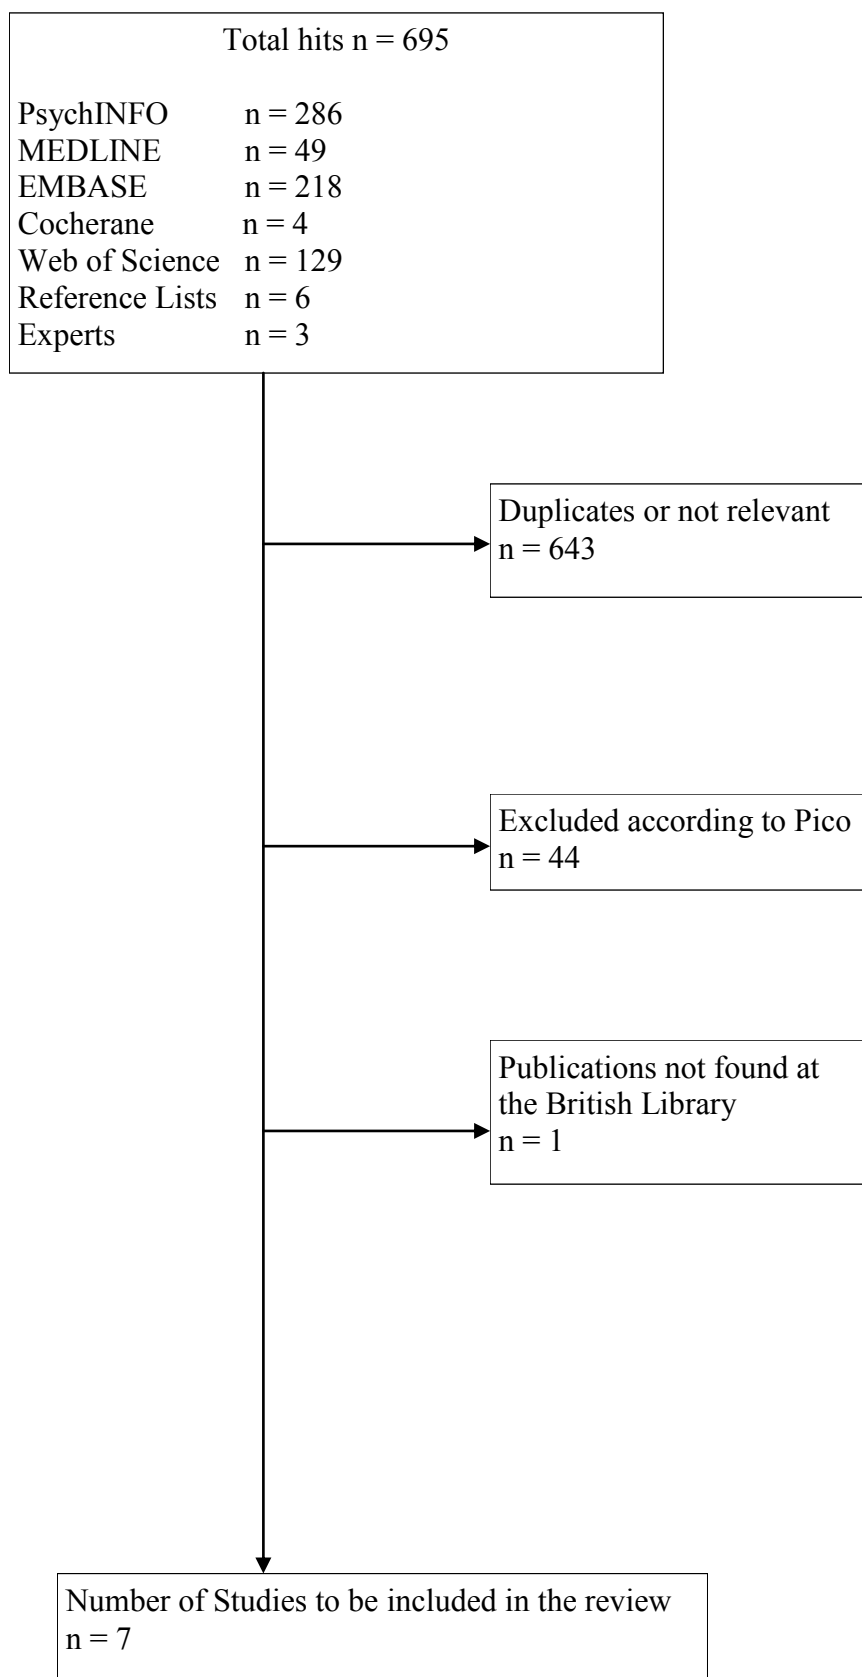 Total hits n = 695
PsychINFO n = 286
MEDLINE n = 49
EMBASE n = 218
Cocherane n = 4
Web of Science n = 129
Reference Lists n = 6
Experts n = 3
Duplicates or not relevant
n = 643
Excluded according to Pico
n = 44
Publications not found at
the British Library
n = 1
Number of Studies to be included in the review
n = 7